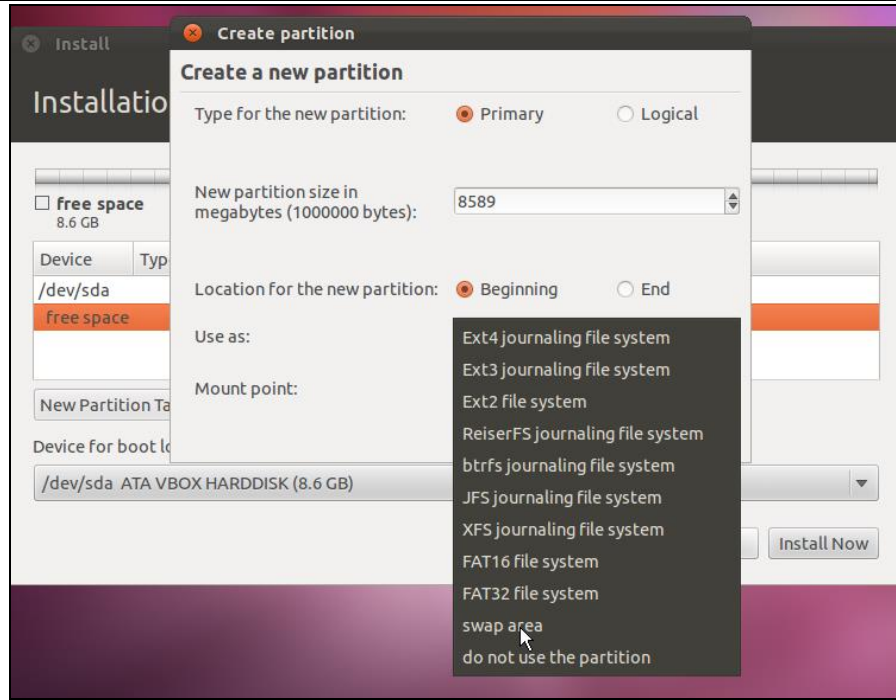 Install
Create partition
Installatio
Create a new partition
Type for the new partition:
Primary
Logical
New partition size in
megabytes (1000000 bytes):
8589
free space
8.6 GB
Device
Typ
/dev/sda
free space
Location for the new partition:
Beginning
End
Use as:
Mount point:
Ext4 journaling file system
Ext3 journaling file system
Ext2 file system
ReiserFS journaling file system
btrfs journaling file system
JFS journaling file system
XFS journaling file system
FAT16 file system
FAT32 file system
swap area
do not use the partition
New Partition Ta
Device for boot lo
/dev/sda ATA VBOX HARDDISK (8.6 GB)
Install Now